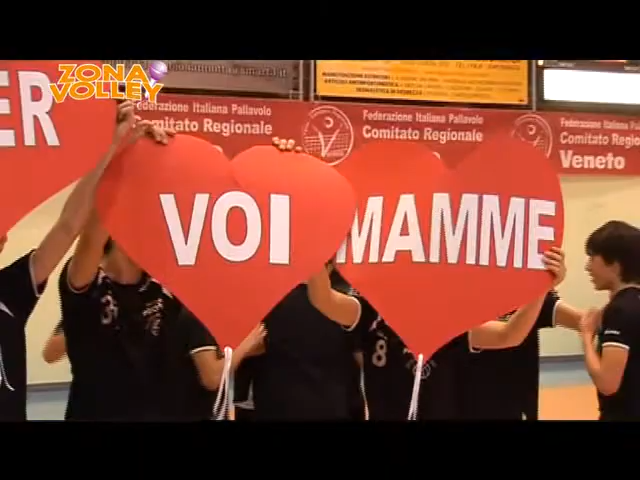 ZONA
VOLLEY
ER
VOI
MAMME
Federazione Italiana Pallavolo
Comitato Regionale
Federazione Italiana Pallavolo
Comitato Regionale
Federazione Italiana Pallavolo
Comitato Regionale
Veneto
8